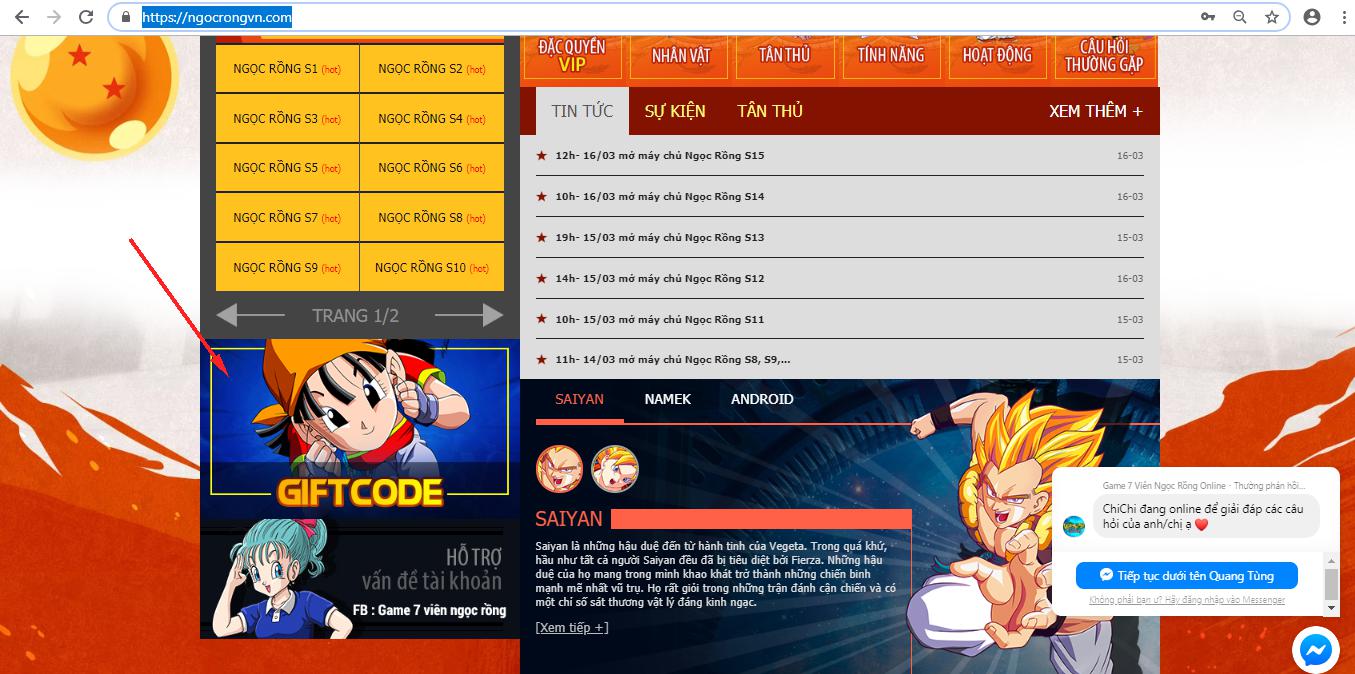 https://ngocrongvn.com
NGỌC RỒNG S1 (hot)
NGỌC RỒNG S2 (hot)
NGỌC RỒNG S3 (hot)
NGỌC RỒNG S4 (hot)
NGỌC RỒNG S5 (hot)
NGỌC RỒNG S6 (hot)
NGỌC RỒNG S7 (hot)
NGỌC RỒNG S8 (hot)
NGỌC RỒNG S9 (hot)
NGỌC RỒNG S10 (hot)
TRANG 1/2
GIFTCODE
HỖ TRỢ
vấn đề tài khoản
FB : Game 7 viên ngọc rồng
ĐẶC QUYỀN
VIP
NHÂN VẬT
TÂN THỦ
TÍNH NĂNG
HOẠT ĐỘNG
CÂU HỎI
THƯỜNG GẶP
TIN TỨC
SỰ KIỆN
TÂN THỦ
XEM THÊM +
12h- 16/03 mở máy chủ Ngọc Rồng S15 16-03
10h- 16/03 mở máy chủ Ngọc Rồng S14 16-03
19h- 15/03 mở máy chủ Ngọc Rồng S13 15-03
14h- 15/03 mở máy chủ Ngọc Rồng S12 16-03
10h- 15/03 mở máy chủ Ngọc Rồng S11 15-03
11h- 14/03 mở máy chủ Ngọc Rồng S8, S9,... 15-03
SAIYAN
NAMEK
ANDROID
SAIYAN
Saiyan là những hậu duệ đến từ hành tinh của Vegeta. Trong quá khứ,
hầu như tất cả người Saiyan đều đã bị tiêu diệt bởi Fierza. Những hậu
duệ của họ mang trong mình khao khát trở thành những chiến binh
mạnh mẽ nhất vũ trụ. Họ rất giỏi trong những trận đánh cận chiến và có
một chỉ số sát thương vật lý đáng kinh ngạc.
[Xem tiếp +]
Game 7 Viên Ngọc Rồng Online · Thường phản hồi...
ChiChi đang online để giải đáp các câu
hỏi của anh/chị ạ ❤️
Tiếp tục dưới tên Quang Tùng
Không phải bạn ư? Hãy đăng nhập vào Messenger